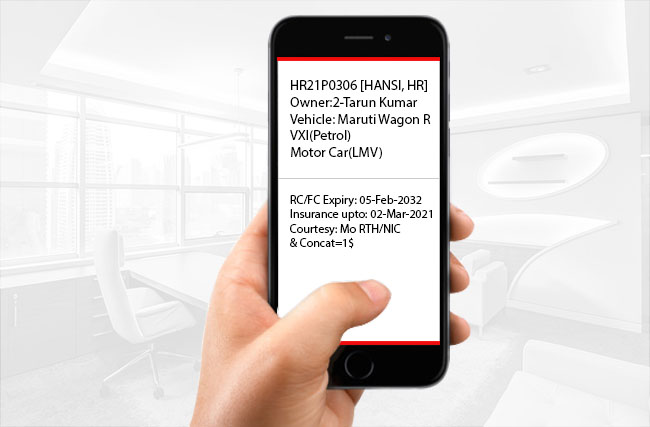 HR21P0306 [HANSI, HR]
Owner:2-Tarun Kumar
Vehicle: Maruti Wagon R
VXI(Petrol)
Motor Car(LMV)
RC/FC Expiry: 05-Feb-2032
Insurance upto: 02-Mar-2021
Courtesy: Mo RTH/NIC
& Concat=1$